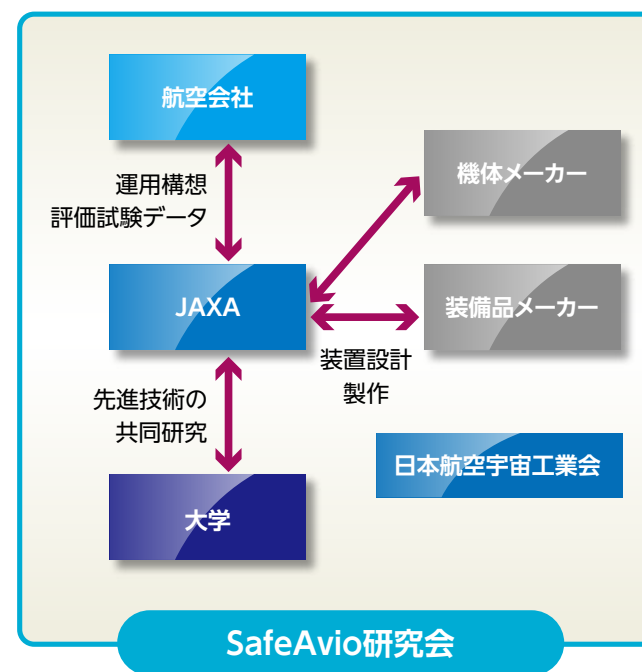 航空会社
運用構想
評価試験データ
機体メーカー
JAXA
装備品メーカー
装置設計
製作
先進技術の
共同研究
日本航空宇宙工業会
大学
SafeAvio研究会